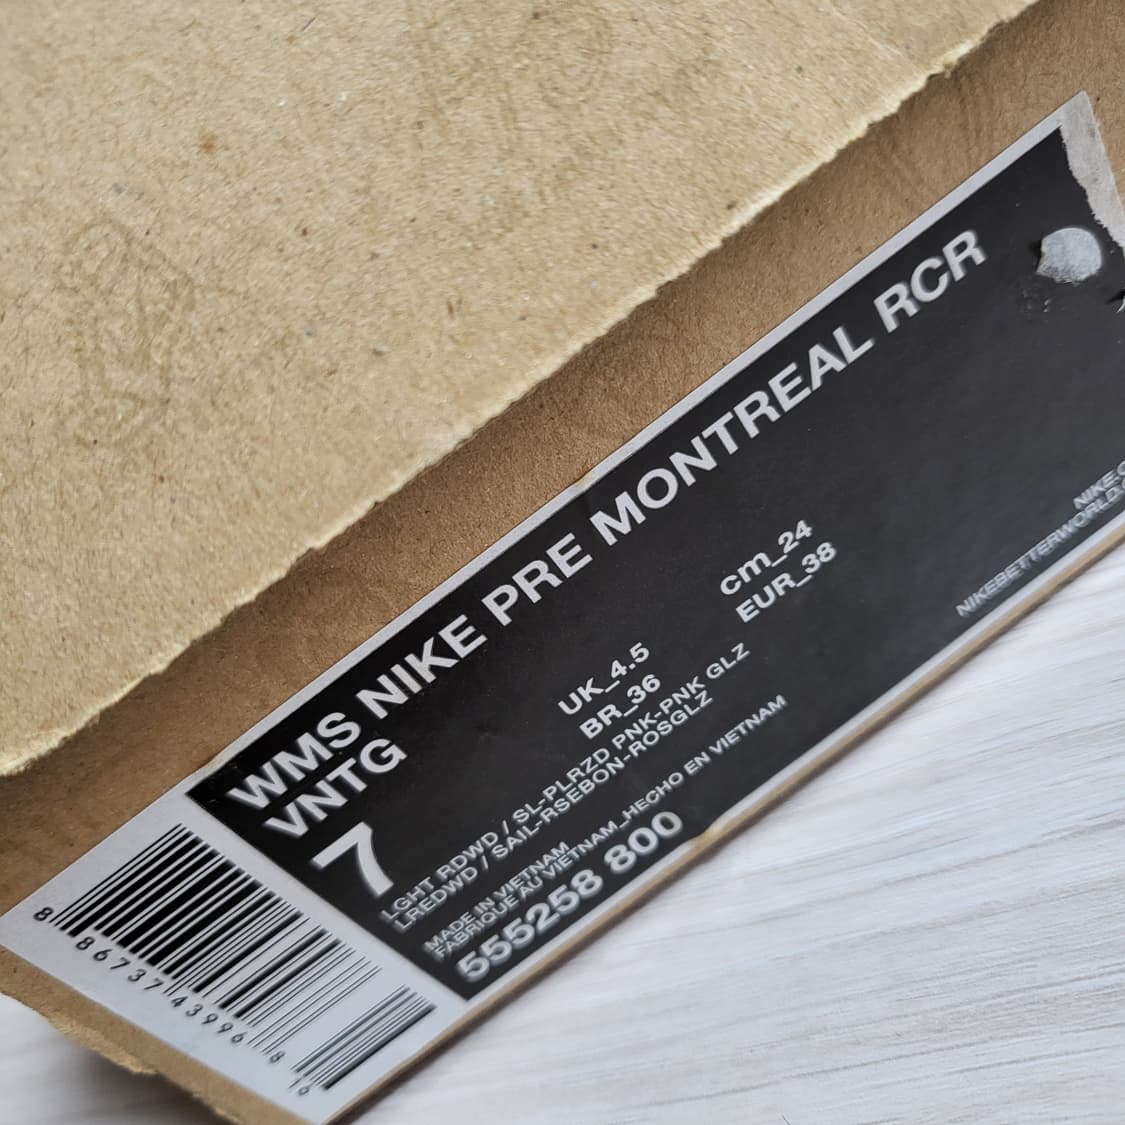 WMS NIKE PRE MONTREAL RCR
VNTG
7
UK_4.5
cm_24
BR_36
EUR_38
LGHT RDWD / SL-PLRZD PNK-PNK GLZ
LREDWD / SAIL-RSEBON-ROSGLZ
MADE IN VIETNAM
FABRIQUE AU VIETNAM_HECHO EN VIETNAM
555258 800
NIKE.
NIKEBETTERWORLD.
8 86737 43996 8
16